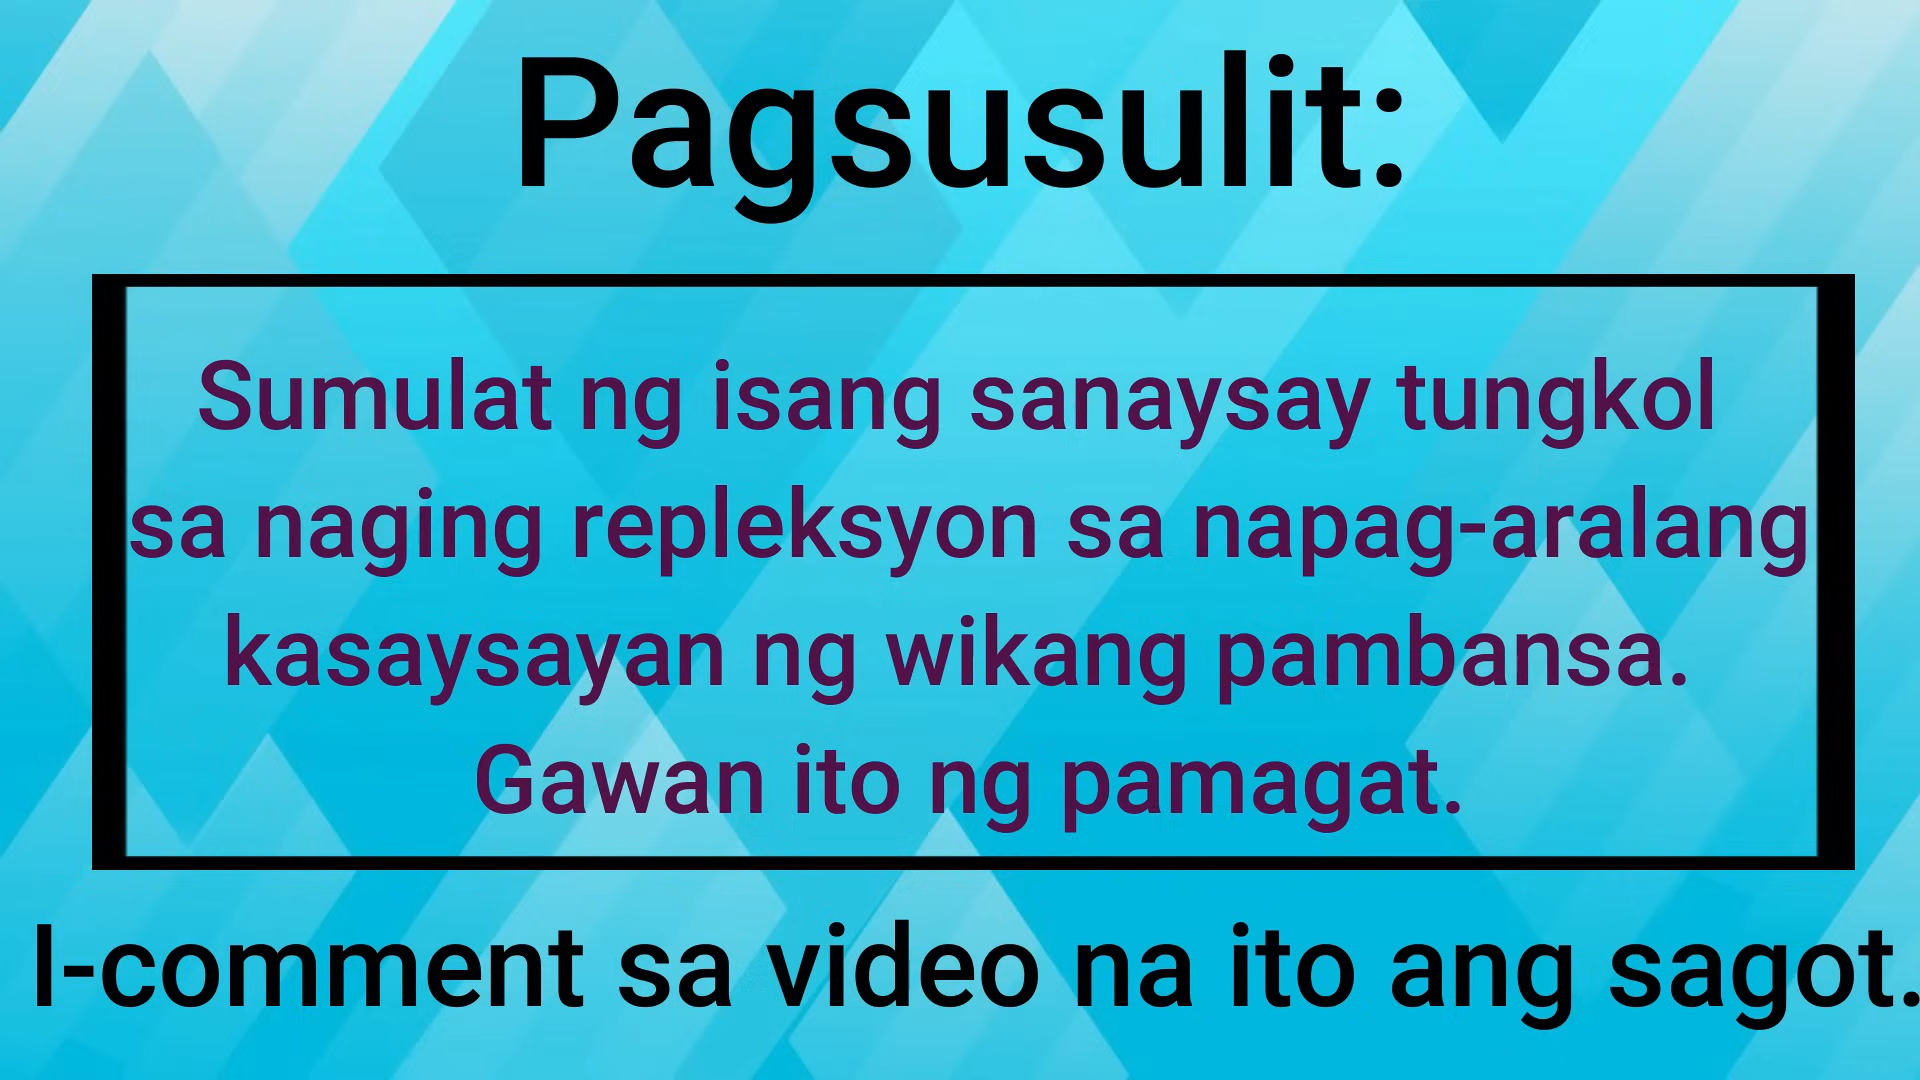 Pagsusulit:
Sumulat ng isang sanaysay tungkol
sa naging repleksyon sa napag-aralang
kasaysayan ng wikang pambansa.
Gawan ito ng pamagat.
I-comment sa video na ito ang sagot.